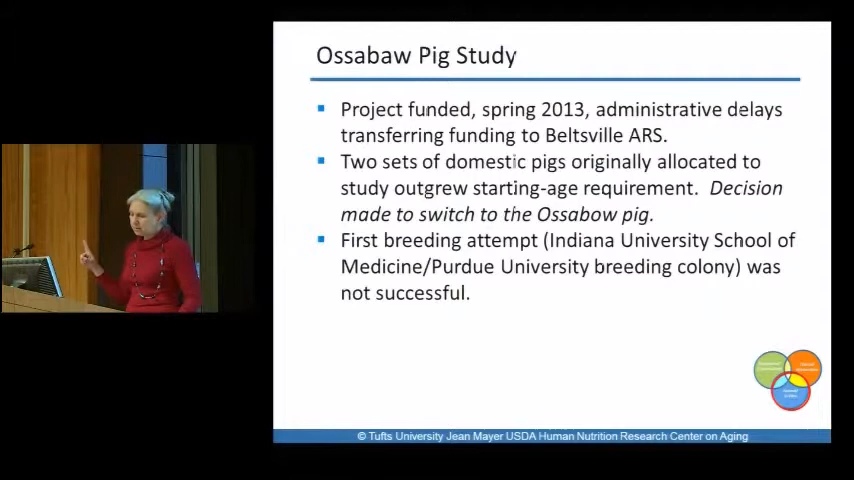 Ossabaw Pig Study
Project funded, spring 2013, administrative delays
transferring funding to Beltsville ARS.
Two sets of domestic pigs originally allocated to
study outgrew starting-age requirement. Decision
made to switch to the Ossabow pig.
First breeding attempt (Indiana University School of
Medicine/Purdue University breeding colony) was
not successful.
© Tufts University Jean Mayer USDA Human Nutrition Research Center on Aging